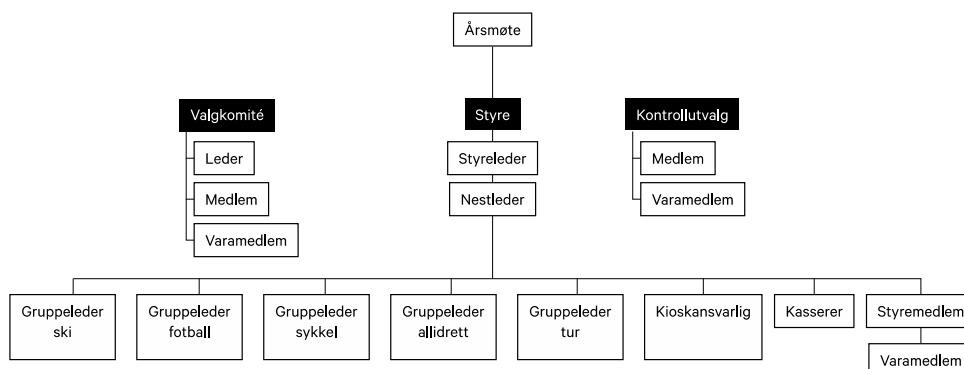 Årsmøte
Valgkomité
Styre
Kontrollutvalg
Leder
Styreleder
Medlem
Medlem
Nestleder
Varamedlem
Varamedlem
Gruppeleder
ski
Gruppeleder
fotball
Gruppeleder
sykkel
Gruppeleder
allidrett
Gruppeleder
tur
Kioskansvarlig
Kasserer
Styremedlem
Varamedlem